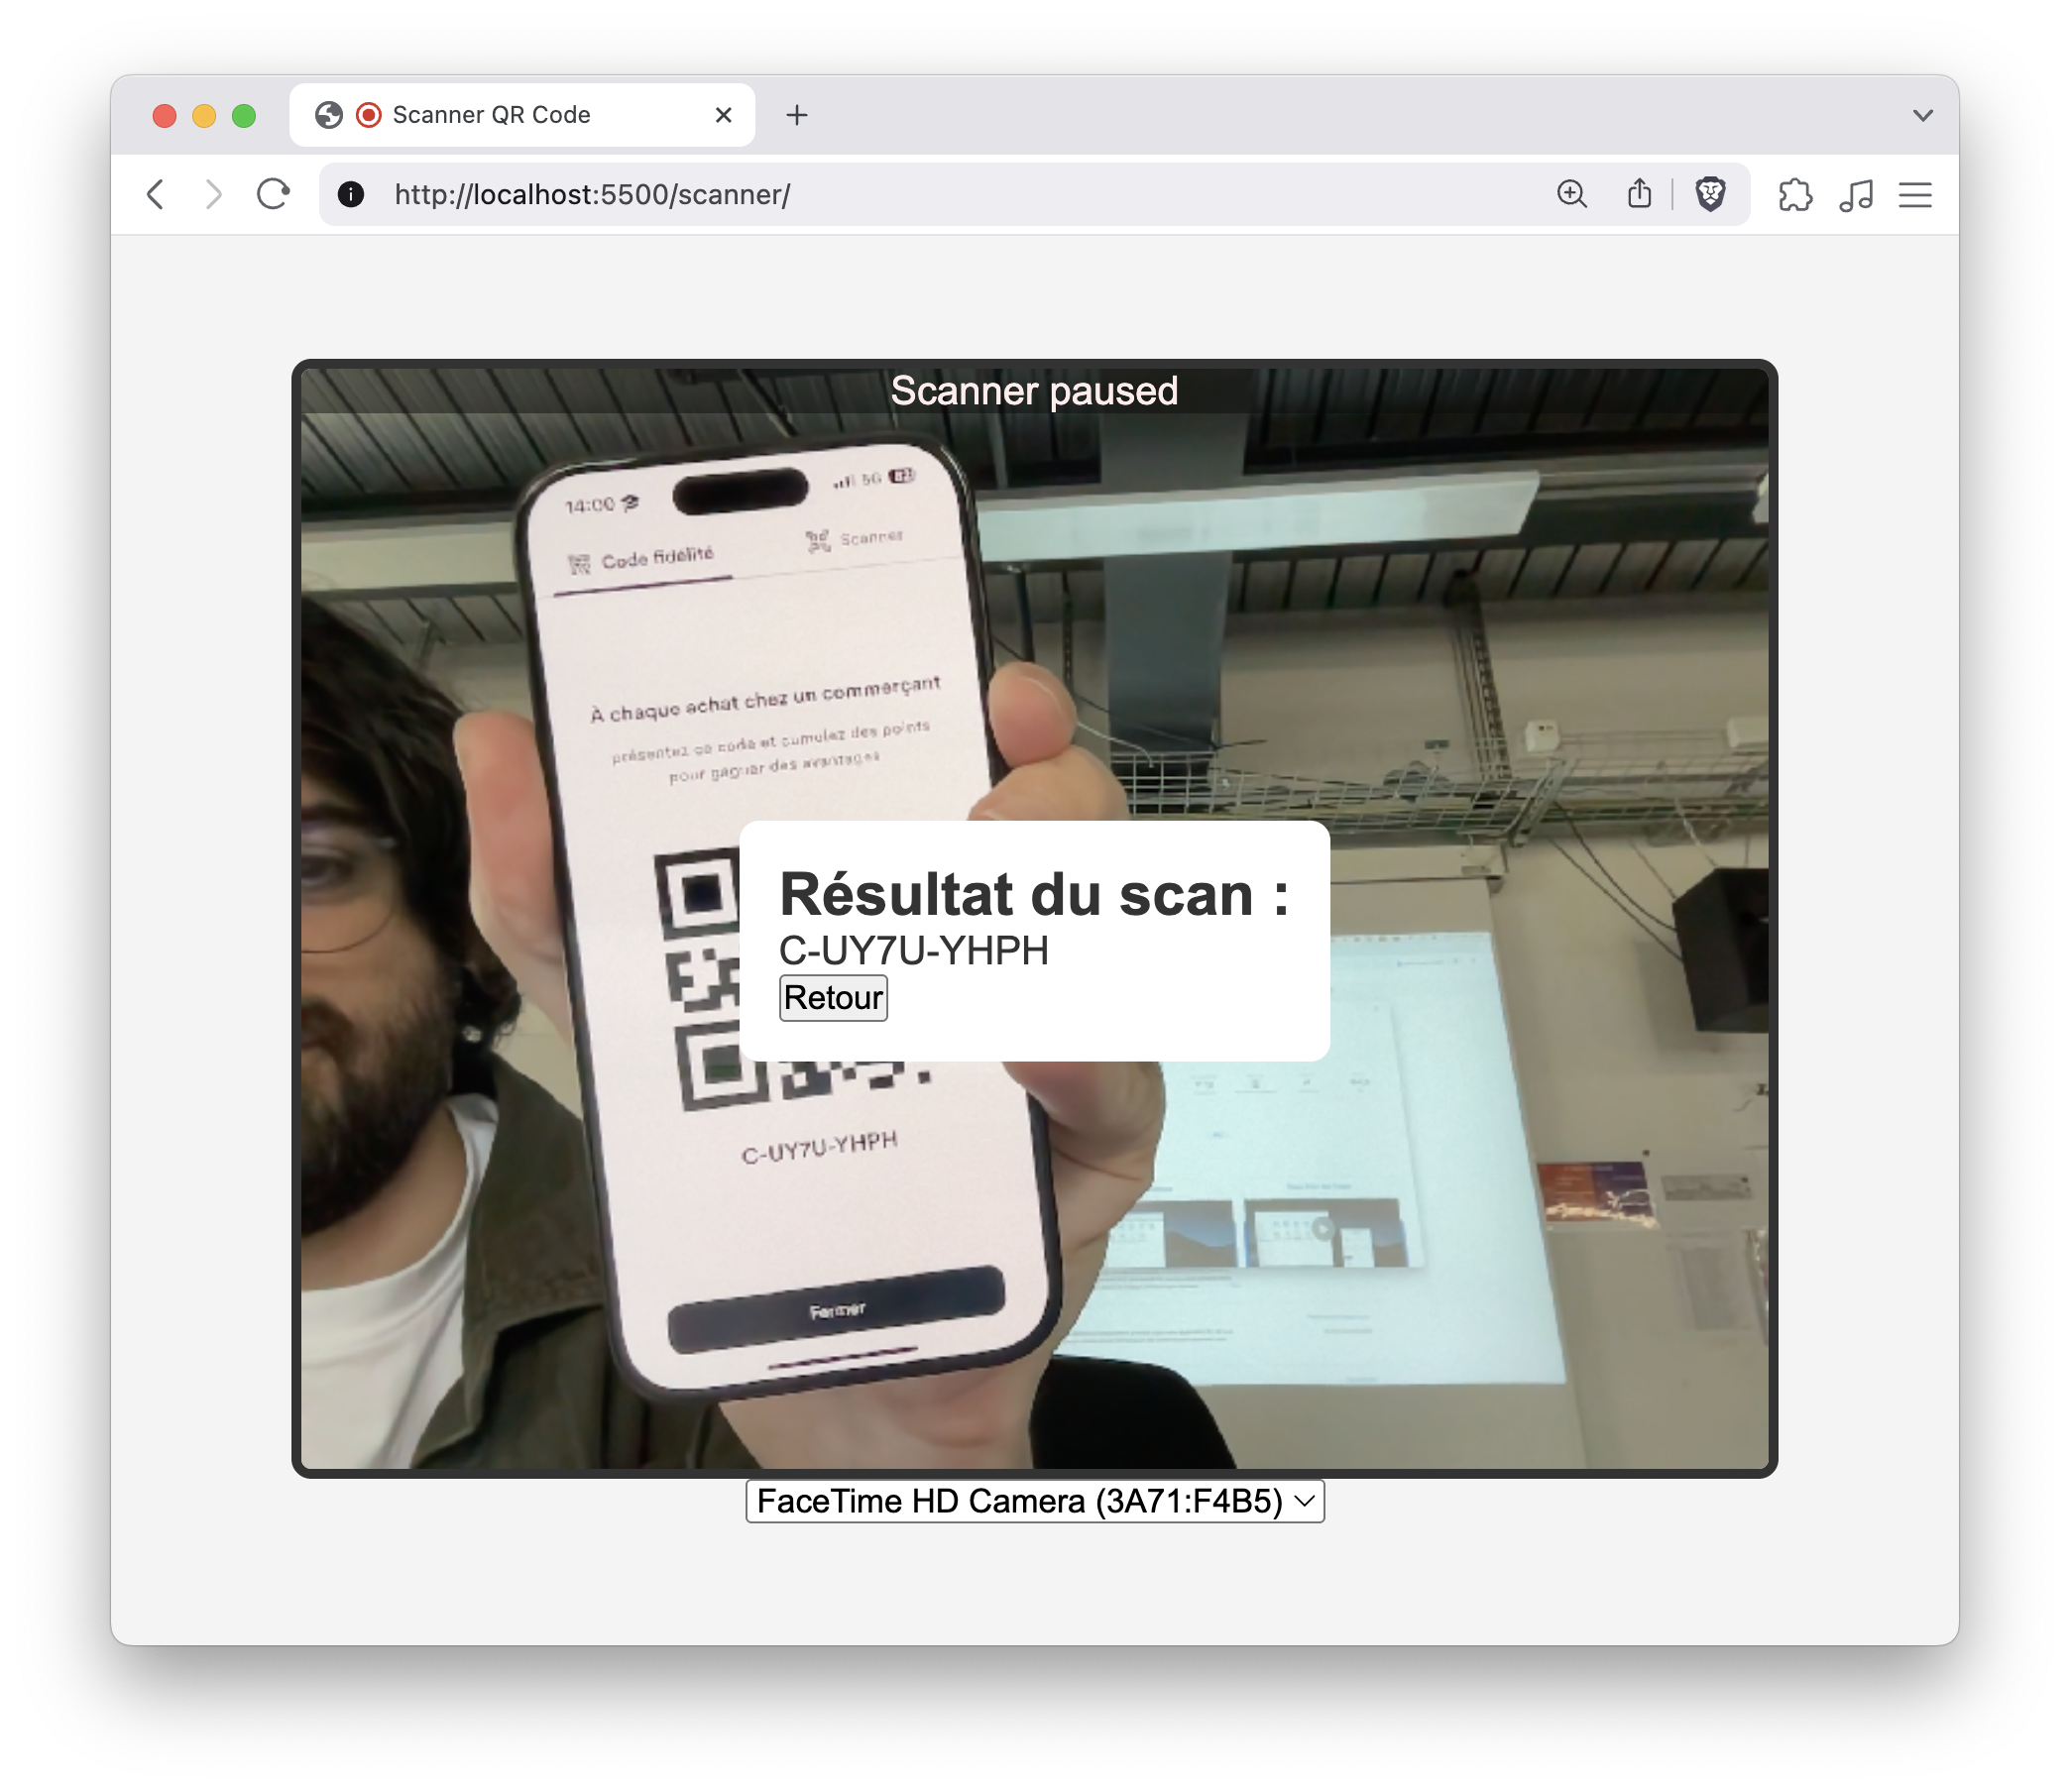 Scanner QR Code
http://localhost:5500/scanner/
Scanner paused
14:00
5G 82
Code fidélité
Scanner
À chaque achat chez un commerçant
présentez ce code et cumulez des points
pour gagner des avantages
Résultat du scan :
C-UY7U-YHPH
Retour
C-UY7U-YHPH
Fermer
FaceTime HD Camera (3A71:F4B5)